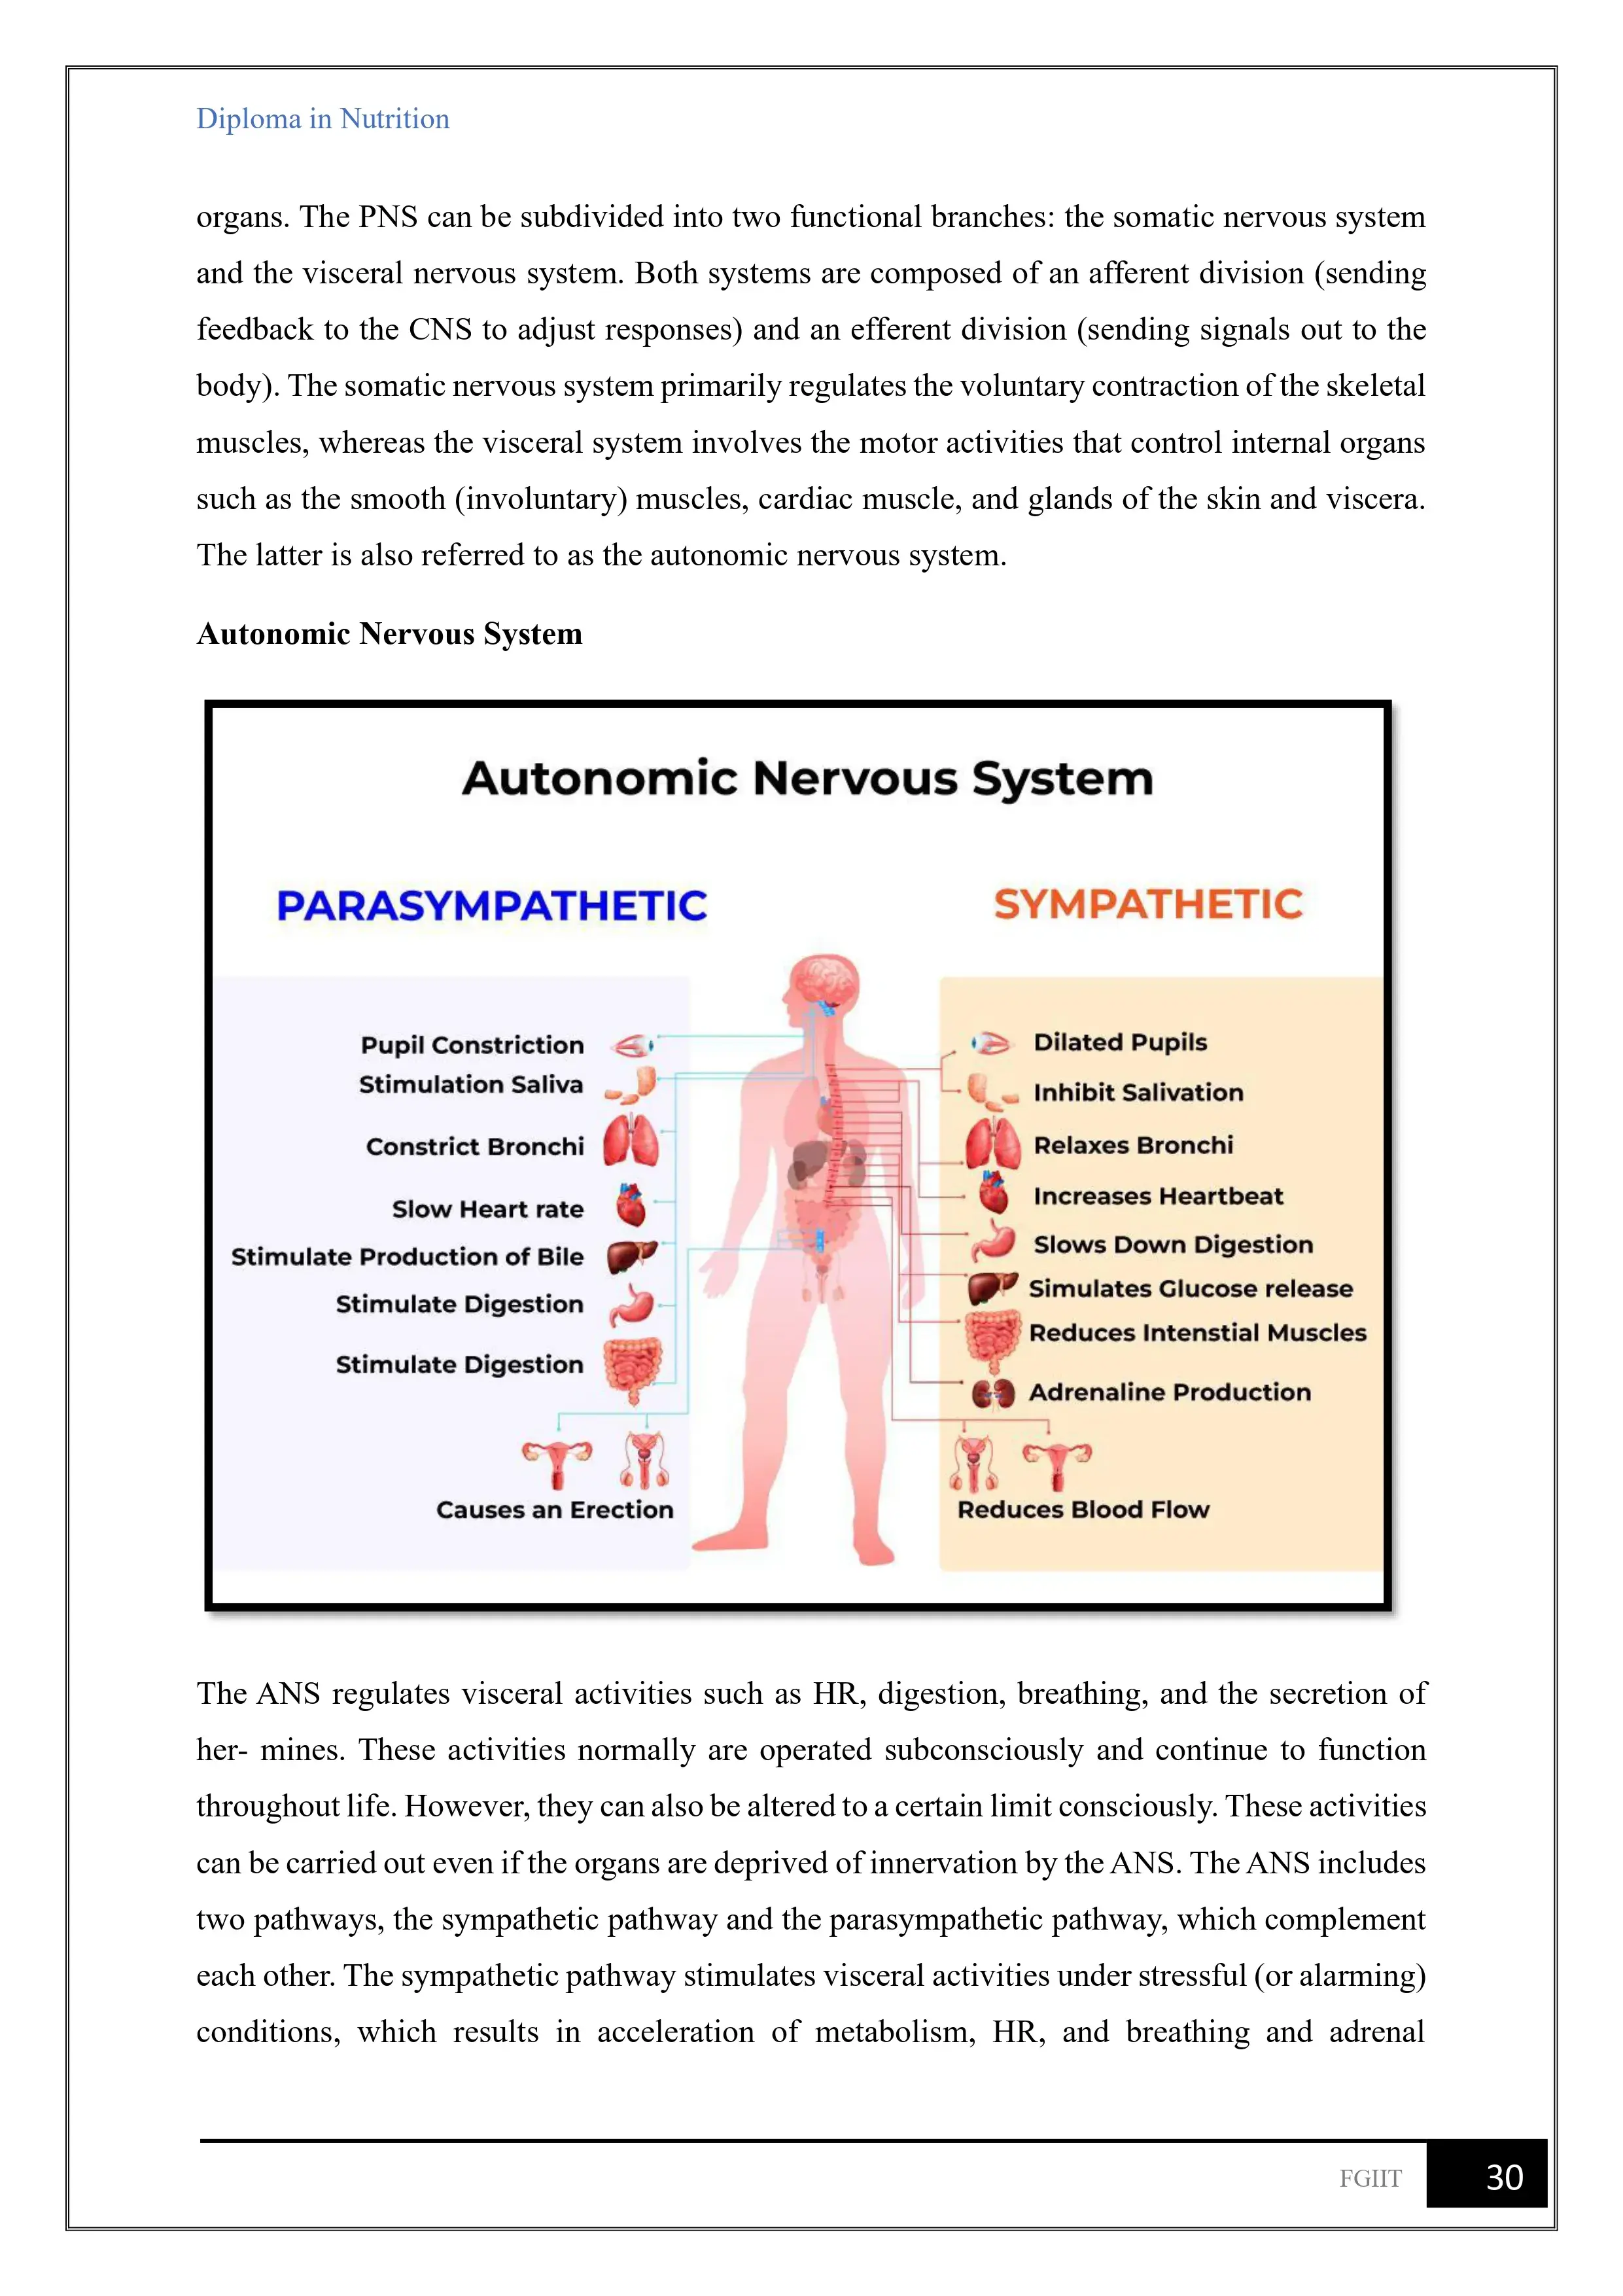 Diploma in Nutrition
organs. The PNS can be subdivided into two functional branches: the somatic nervous system
and the visceral nervous system. Both systems are composed of an afferent division (sending
feedback to the CNS to adjust responses) and an efferent division (sending signals out to the
body). The somatic nervous system primarily regulates the voluntary contraction of the skeletal
muscles, whereas the visceral system involves the motor activities that control internal organs
such as the smooth (involuntary) muscles, cardiac muscle, and glands of the skin and viscera.
The latter is also referred to as the autonomic nervous system.
Autonomic Nervous System
Autonomic Nervous System
PARASYMPATHETIC
Pupil Constriction
Stimulation Saliva
Constrict Bronchi
Slow Heart rate
Stimulate Production of Bile
Stimulate Digestion
Stimulate Digestion
Causes an Erection
SYMPATHETIC
Dilated Pupils
Inhibit Salivation
Relaxes Bronchi
Increases Heartbeat
Slows Down Digestion
Simulates Glucose release
Reduces Intenstial Muscles
Adrenaline Production
Reduces Blood Flow
The ANS regulates visceral activities such as HR, digestion, breathing, and the secretion of
her- mines. These activities normally are operated subconsciously and continue to function
throughout life. However, they can also be altered to a certain limit consciously. These activities
can be carried out even if the organs are deprived of innervation by the ANS. The ANS includes
two pathways, the sympathetic pathway and the parasympathetic pathway, which complement
each other. The sympathetic pathway stimulates visceral activities under stressful (or alarming)
conditions, which results in acceleration of metabolism, HR, and breathing and adrenal
FGIIT
30